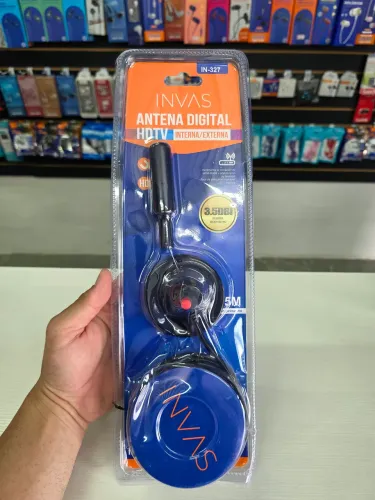 IN-327
INVAS
ANTENA DIGITAL
HDTV INTERNA/EXTERNA
3.5DBI
5M
INVAS